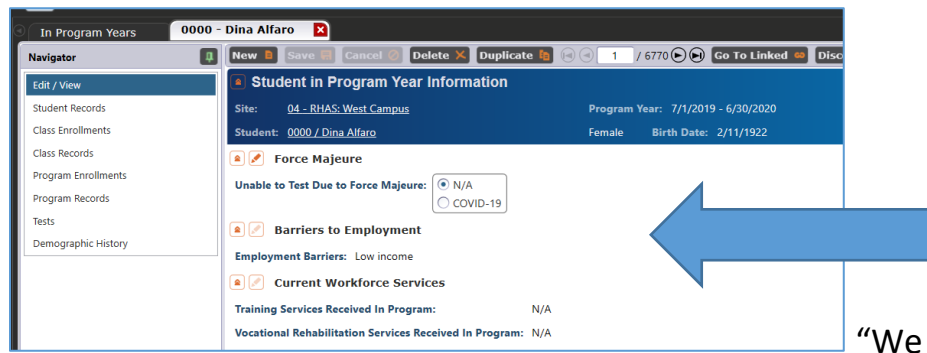 In Program Years
0000 - Dina Alfaro
Navigator
New Save Cancel Delete Duplicate 1 / 6770 Go To Linked Disc
Edit / View
Student Records
Class Enrollments
Class Records
Program Enrollments
Program Records
Tests
Demographic History
Student in Program Year Information
Site: 04 - RHAS: West Campus Program Year: 7/1/2019 - 6/30/2020
Student: 0000 / Dina Alfaro Female Birth Date: 2/11/1922
Force Majeure
Unable to Test Due to Force Majeure: N/A
COVID-19
Barriers to Employment
Employment Barriers: Low income
Current Workforce Services
Training Services Received In Program: N/A
Vocational Rehabilitation Services Received In Program: N/A
“We